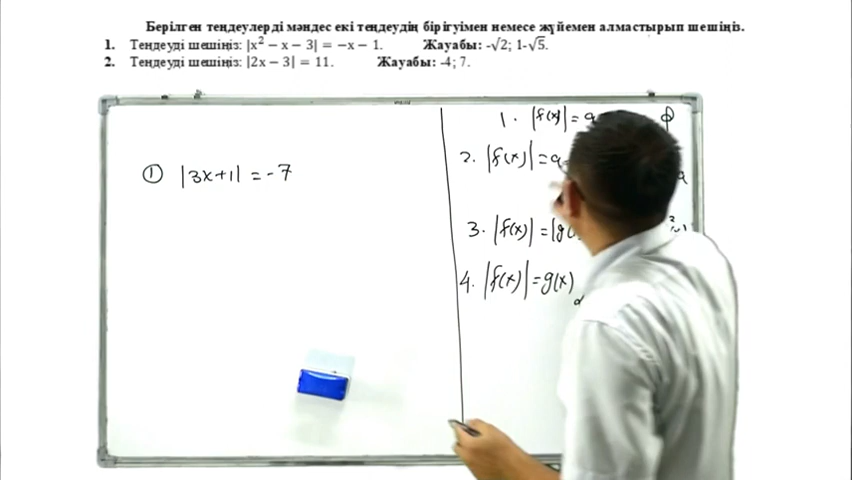 Берілген теңдеулерді мәндес екі теңдеудің бірігуімен немесе жүйемен алмастырып шешіңіз.
1. Теңдеуді шешіңіз: |x² − x − 3| = −x − 1. Жауабы: -√2; 1-√5.
2. Теңдеуді шешіңіз: |2x − 3| = 11. Жауабы: -4; 7.
① |3x+1| = -7
1. |f(x)| = a
2. |f(x)| = a
3. |f(x)| = |g(
4. |f(x)| = g(x)